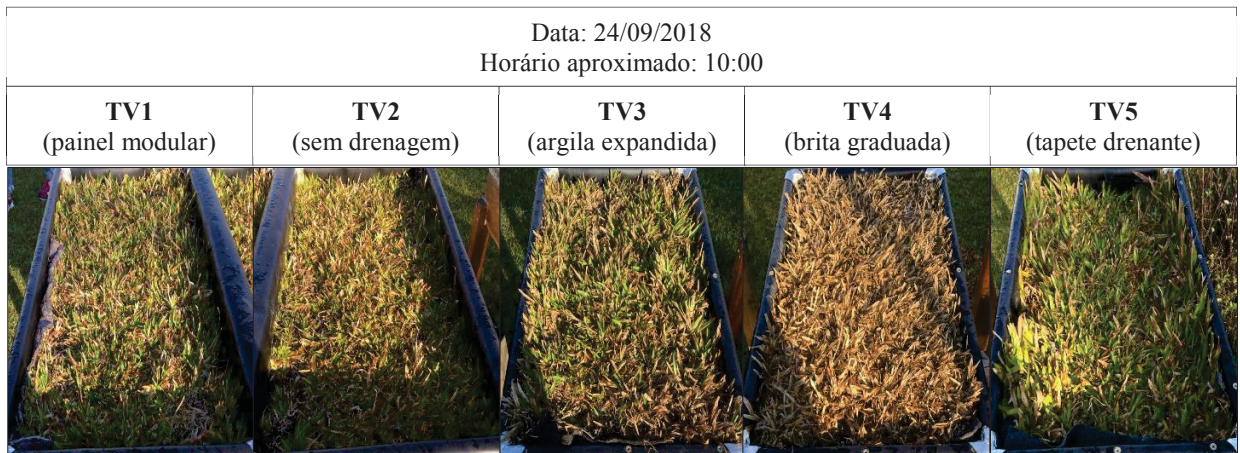 Data: 24/09/2018
Horário aproximado: 10:00
TV1
(painel modular)
TV2
(sem drenagem)
TV3
(argila expandida)
TV4
(brita graduada)
TV5
(tapete drenante)